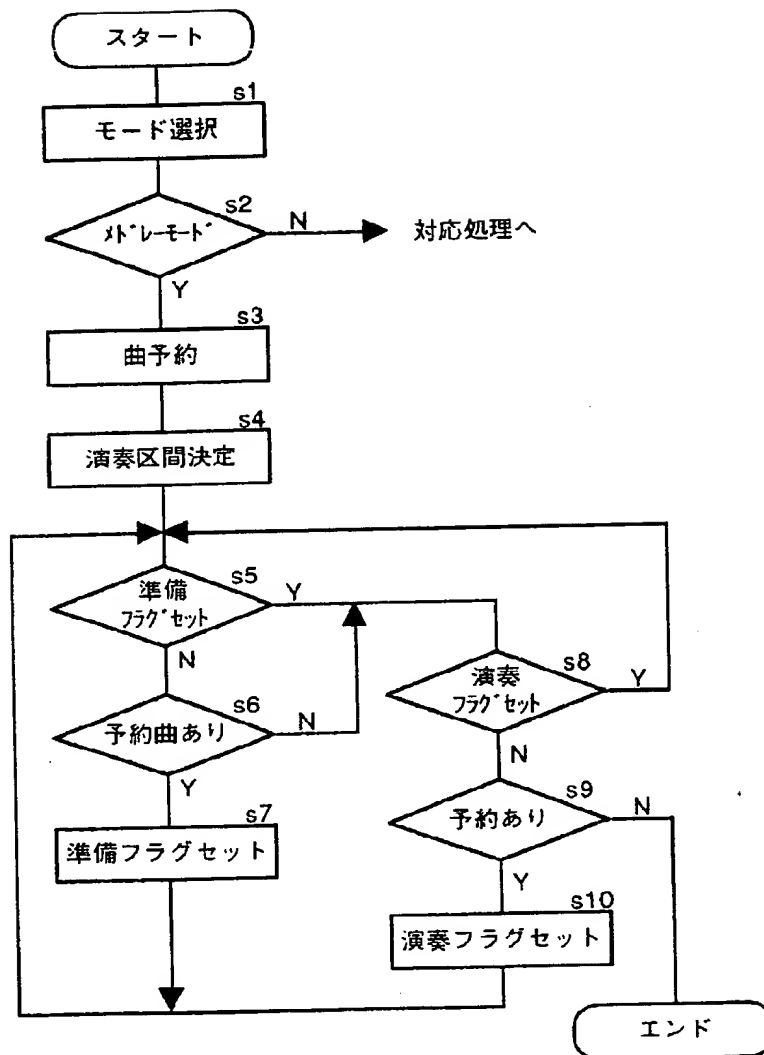 スタート
s1
モード選択
s2
メドレーモード
N
対応処理へ
Y
s3
曲予約
s4
演奏区間決定
s5
準備
フラグセット
Y
N
s6
予約曲あり
N
Y
s7
準備フラグセット
s8
演奏
フラグセット
Y
N
s9
予約あり
N
Y
s10
演奏フラグセット
エンド